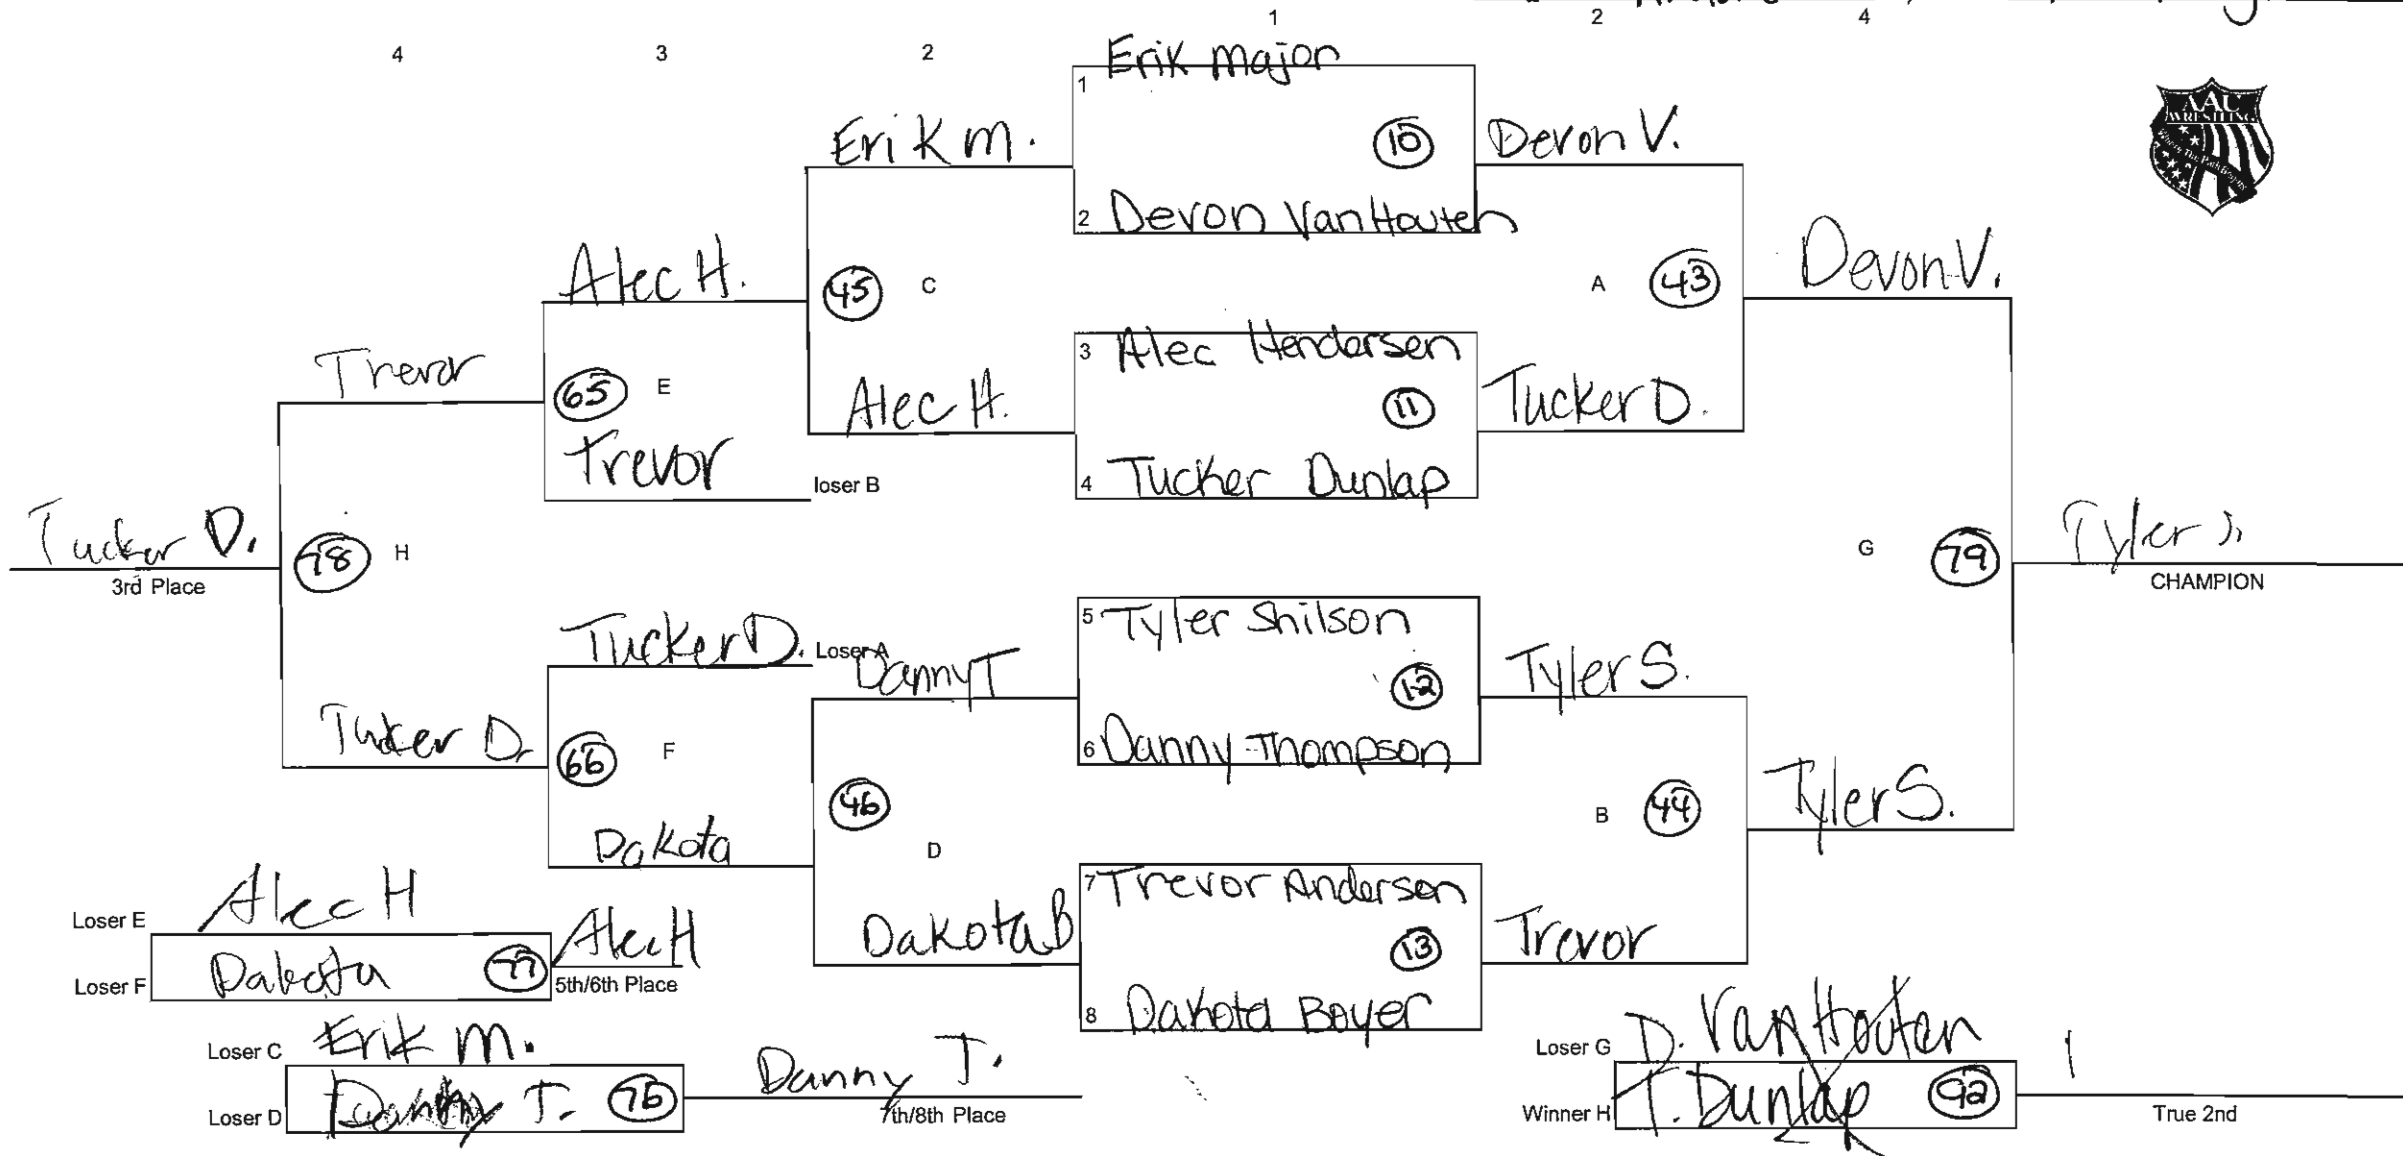 1 2 4
4 3 2
Erik Major
1
Erik M. 10 Devon V.
2 Devon VanHouten
Alec H. 45 C A 43 Devon V.
3 Alec Hendersen
Trevor 65 E Alec H. 11 Tucker D.
Trevor loser B 4 Tucker Dunlap
Tucker D. 78 H G 79 Tyler S.
3rd Place CHAMPION
5 Tyler Shilson
Tucker D. Loser A Danny T 12 Tyler S.
Tucker D. 66 F 6 Danny Thompson
46 B 44 Tyler S.
Dakota D
7 Trevor Anderson
Loser E Alec H
Dakota B 13 Trevor
Loser F Dakota 77 Alec H
5th/6th Place
8 Dakota Boyer
Loser C Erik M. Loser G D. VanHouten
Loser D Danny T. 76 Danny T. Winner H T. Dunlap 92
7th/8th Place True 2nd
AAU
WRESTLING